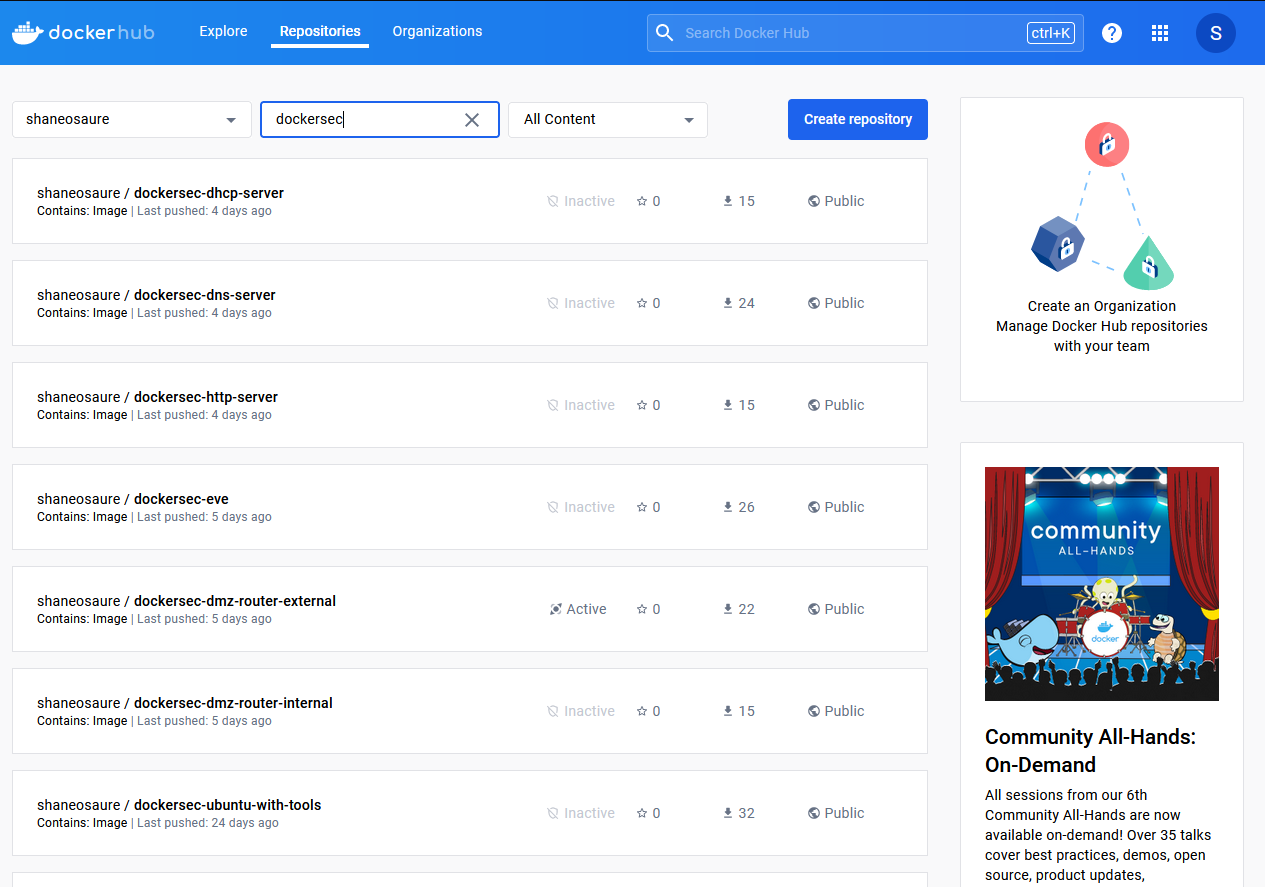 docker hub
Explore
Repositories
Organizations
Search Docker Hub
ctrl+K
?
S
shaneosaure
dockersec
All Content
Create repository
shaneosaure / dockersec-dhcp-server
Contains: Image | Last pushed: 4 days ago
Inactive
0
15
Public
shaneosaure / dockersec-dns-server
Contains: Image | Last pushed: 4 days ago
Inactive
0
24
Public
shaneosaure / dockersec-http-server
Contains: Image | Last pushed: 4 days ago
Inactive
0
15
Public
shaneosaure / dockersec-eve
Contains: Image | Last pushed: 5 days ago
Inactive
0
26
Public
shaneosaure / dockersec-dmz-router-external
Contains: Image | Last pushed: 5 days ago
Active
0
22
Public
shaneosaure / dockersec-dmz-router-internal
Contains: Image | Last pushed: 5 days ago
Inactive
0
15
Public
shaneosaure / dockersec-ubuntu-with-tools
Contains: Image | Last pushed: 24 days ago
Inactive
0
32
Public
Create an Organization
Manage Docker Hub repositories
with your team
community
ALL-HANDS
docker
Community All-Hands:
On-Demand
All sessions from our 6th
Community All-Hands are now
available on-demand! Over 35 talks
cover best practices, demos, open
source, product updates,